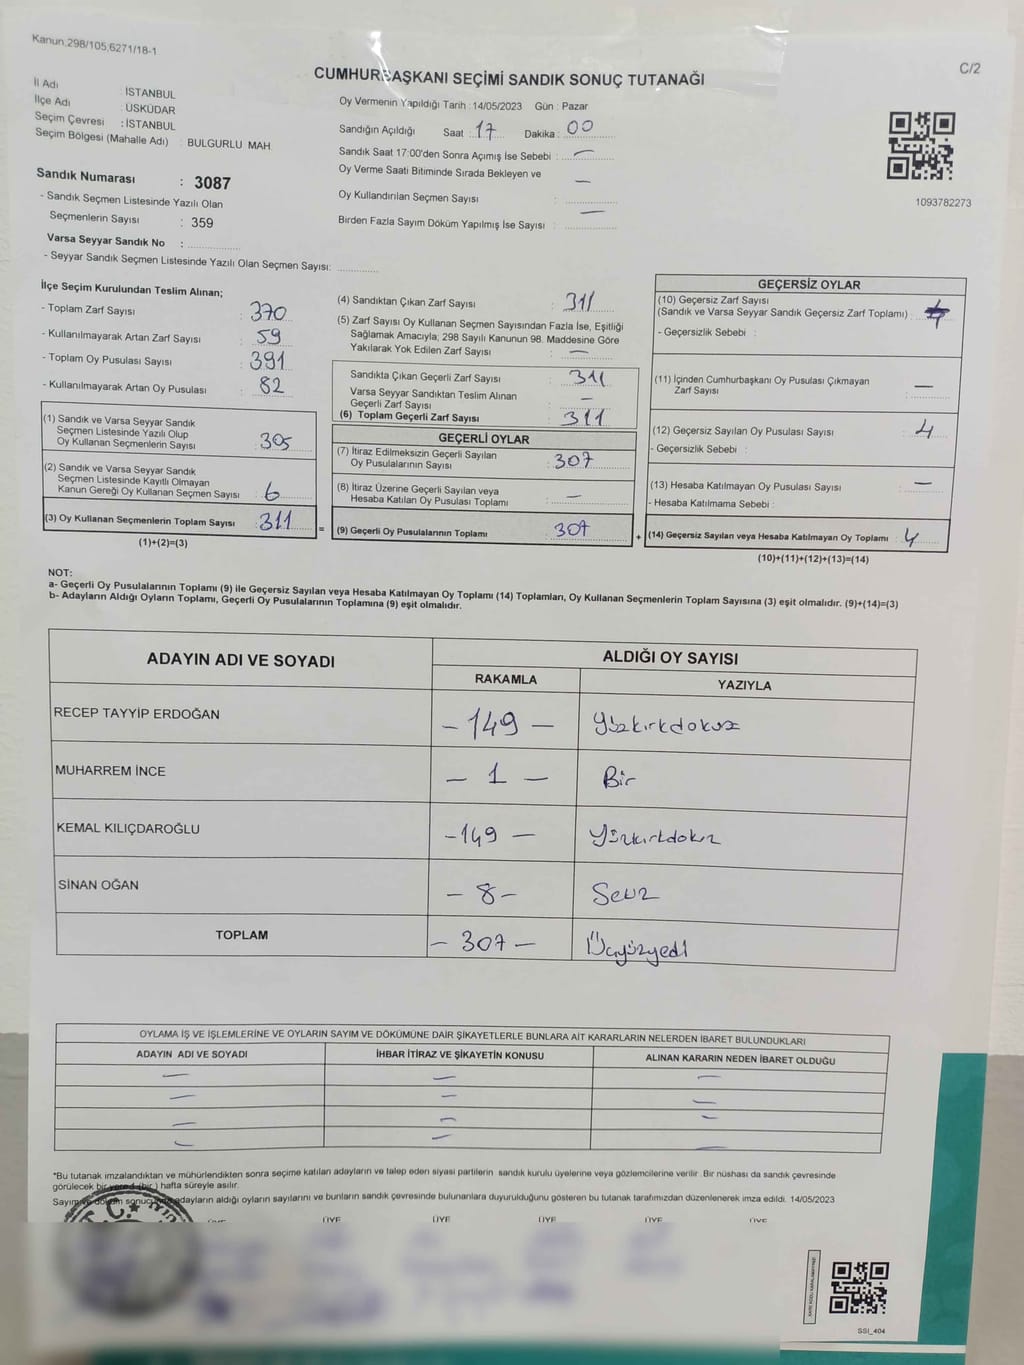 Kanun.298/105,6271/18-1
C/2
CUMHURBAŞKANI SEÇİMİ SANDIK SONUÇ TUTANAĞI
İl Adı : İSTANBUL
İlçe Adı : ÜSKÜDAR
Seçim Çevresi : İSTANBUL
Seçim Bölgesi (Mahalle Adı) : BULGURLU MAH.
Oy Vermenin Yapıldığı Tarih : 14/05/2023 Gün : Pazar
Sandığın Açıldığı Saat : 17 Dakika : 00
Sandık Saat 17:00'den Sonra Açımış İse Sebebi : —
Oy Verme Saati Bitiminde Sırada Bekleyen ve —
Oy Kullandırılan Seçmen Sayısı :
Birden Fazla Sayım Döküm Yapılmış İse Sayısı : —
1093782273
Sandık Numarası : 3087
- Sandık Seçmen Listesinde Yazılı Olan
Seçmenlerin Sayısı : 359
Varsa Seyyar Sandık No :
- Seyyar Sandık Seçmen Listesinde Yazılı Olan Seçmen Sayısı:
İlçe Seçim Kurulundan Teslim Alınan;
- Toplam Zarf Sayısı : 370
- Kullanılmayarak Artan Zarf Sayısı : 59
- Toplam Oy Pusulası Sayısı : 391
- Kullanılmayarak Artan Oy Pusulası : 82
(1) Sandık ve Varsa Seyyar Sandık
Seçmen Listesinde Yazılı Olup
Oy Kullanan Seçmenlerin Sayısı : 305
(2) Sandık ve Varsa Seyyar Sandık
Seçmen Listesinde Kayıtlı Olmayan
Kanun Gereği Oy Kullanan Seçmen Sayısı : 6
(3) Oy Kullanan Seçmenlerin Toplam Sayısı : 311
(1)+(2)=(3)
(4) Sandıktan Çıkan Zarf Sayısı : 311
(5) Zarf Sayısı Oy Kullanan Seçmen Sayısından Fazla İse, Eşitliği
Sağlamak Amacıyla; 298 Sayılı Kanunun 98. Maddesine Göre
Yakılarak Yok Edilen Zarf Sayısı : —
Sandıkta Çıkan Geçerli Zarf Sayısı : 311
Varsa Seyyar Sandıktan Teslim Alınan
Geçerli Zarf Sayısı : —
(6) Toplam Geçerli Zarf Sayısı : 311
GEÇERLİ OYLAR
(7) İtiraz Edilmeksizin Geçerli Sayılan
Oy Pusulalarının Sayısı : 307
(8) İtiraz Üzerine Geçerli Sayılan veya
Hesaba Katılan Oy Pusulası Toplamı : —
= (9) Geçerli Oy Pusulalarının Toplamı : 307
GEÇERSİZ OYLAR
(10) Geçersiz Zarf Sayısı
(Sandık ve Varsa Seyyar Sandık Geçersiz Zarf Toplamı) :
- Geçersizlik Sebebi :
(11) İçinden Cumhurbaşkanı Oy Pusulası Çıkmayan
Zarf Sayısı : —
(12) Geçersiz Sayılan Oy Pusulası Sayısı : 4
- Geçersizlik Sebebi :
(13) Hesaba Katılmayan Oy Pusulası Sayısı : —
- Hesaba Katılmama Sebebi :
+ (14) Geçersiz Sayılan veya Hesaba Katılmayan Oy Toplamı : 4
(10)+(11)+(12)+(13)=(14)
NOT:
a- Geçerli Oy Pusulalarının Toplamı (9) ile Geçersiz Sayılan veya Hesaba Katılmayan Oy Toplamı (14) Toplamları, Oy Kullanan Seçmenlerin Toplam Sayısına (3) eşit olmalıdır. (9)+(14)=(3)
b- Adayların Aldığı Oyların Toplamı, Geçerli Oy Pusulalarının Toplamına (9) eşit olmalıdır.
ADAYIN ADI VE SOYADI
ALDIĞI OY SAYISI
RAKAMLA YAZIYLA
RECEP TAYYİP ERDOĞAN - 149 - Yüzkırkdokuz
MUHARREM İNCE - 1 - Bir
KEMAL KILIÇDAROĞLU - 149 - Yüzkırkdokuz
SİNAN OĞAN - 8 - Sekiz
TOPLAM - 307 - Üçyüzyedi
OYLAMA İŞ VE İŞLEMLERİNE VE OYLARIN SAYIM VE DÖKÜMÜNE DAİR ŞİKAYETLERLE BUNLARA AİT KARARLARIN NELERDEN İBARET BULUNDUKLARI
ADAYIN ADI VE SOYADI İHBAR İTİRAZ VE ŞİKAYETİN KONUSU ALINAN KARARIN NEDEN İBARET OLDUĞU
— — —
— — —
— — —
— — —
*Bu tutanak imzalandıktan ve mühürlendikten sonra seçime katılan adayların ve talep eden siyasi partilerin sandık kurulu üyelerine veya gözlemcilerine verilir. Bir nüshası da sandık çevresinde
görülecek bir yere (bir) hafta süreyle asılır.
Sayım ve döküm sonucunda adayların aldığı oyların sayılarını ve bunların sandık çevresinde bulunanlara duyurulduğunu gösteren bu tutanak tarafımızdan düzenlenerek imza edildi. 14/05/2023
ÜYE ÜYE ÜYE ÜYE ÜYE ÜYE
T.C.
SSI_404